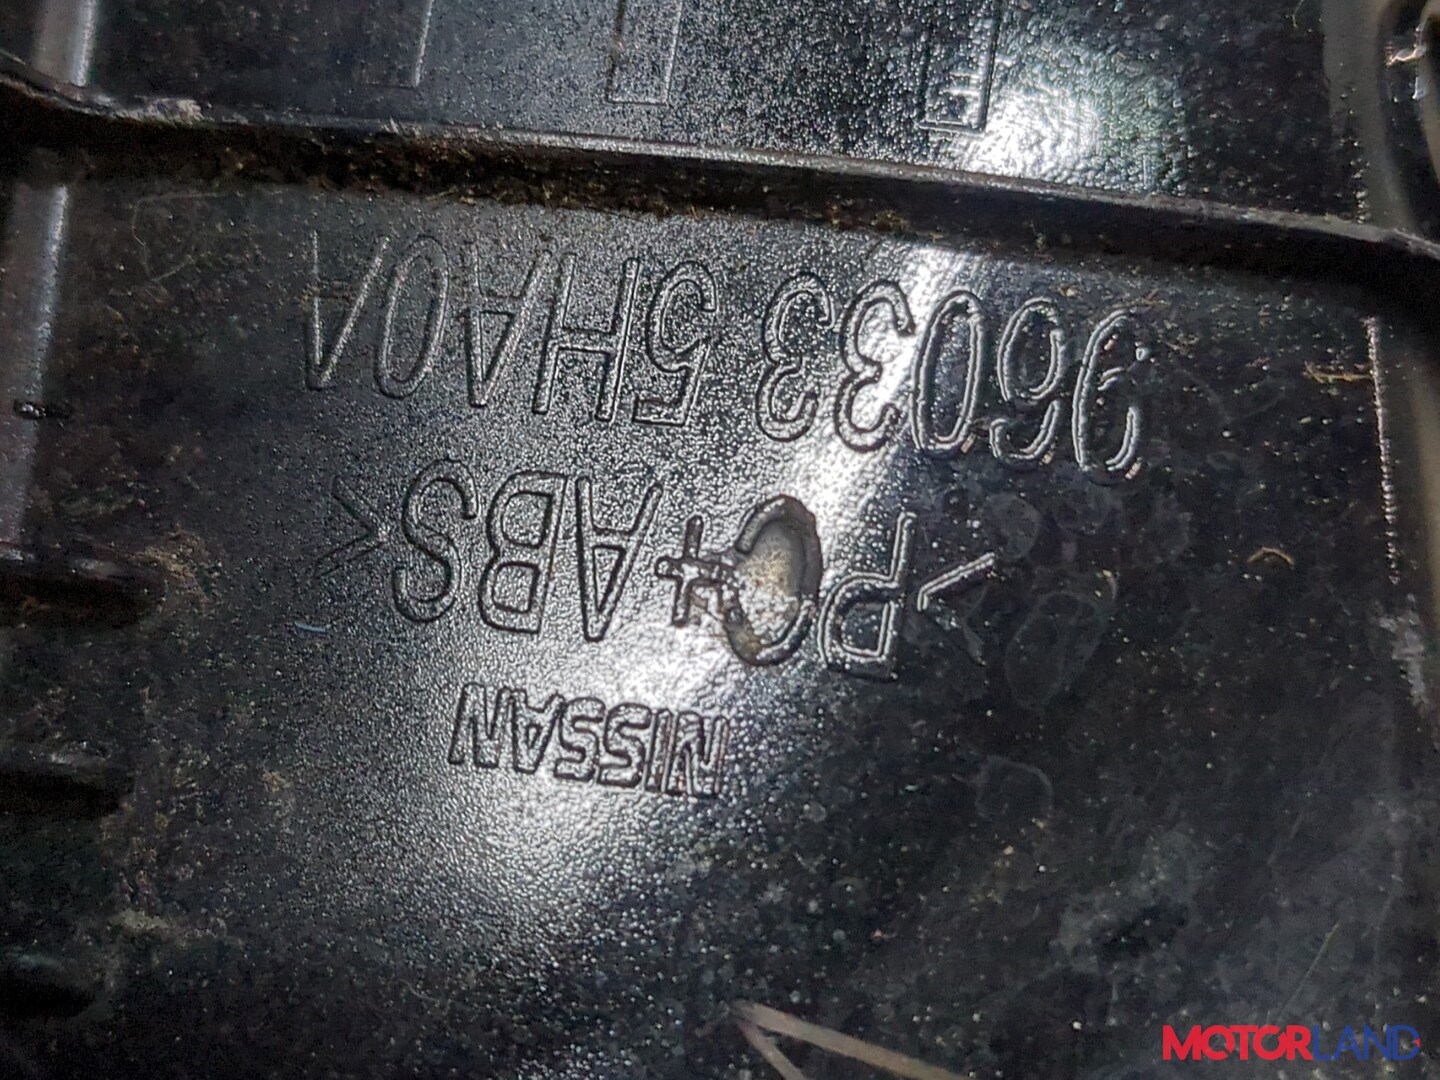 NISSAN
>PC+ABS<
96033 5HA0A
MOTORLAND